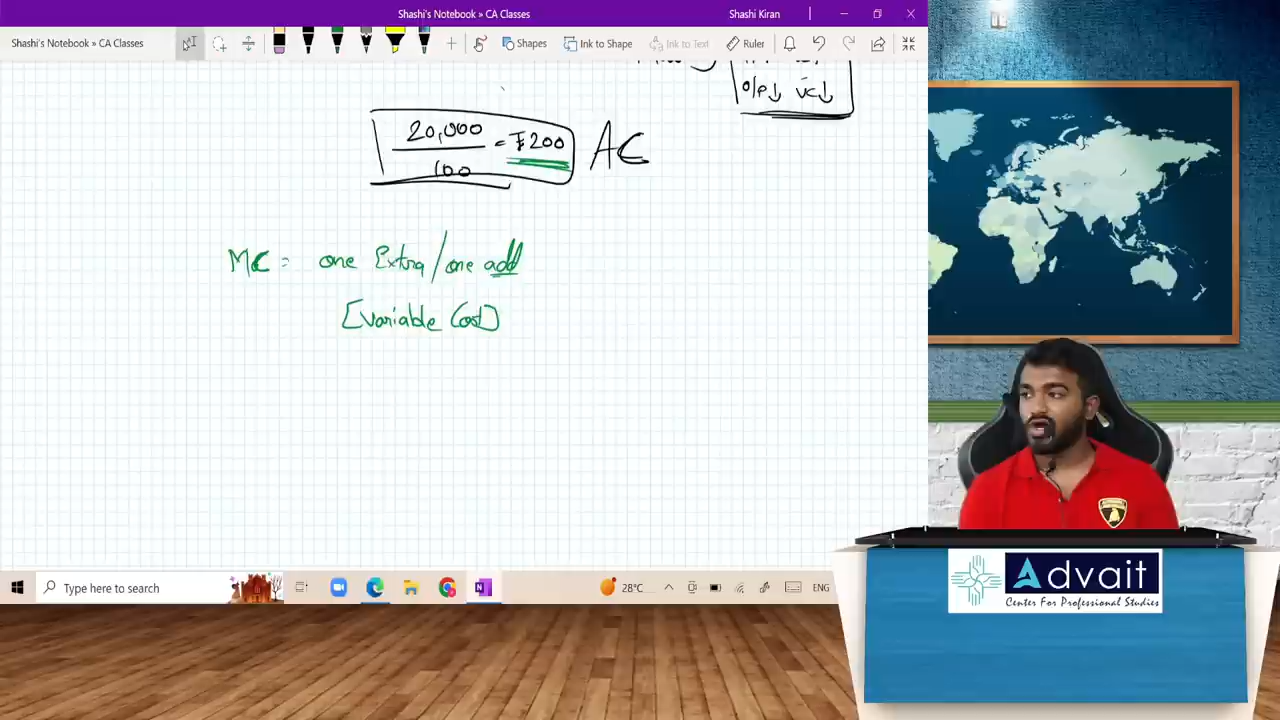 Shashi's Notebook » CA Classes
Shashi Kiran
Shashi's Notebook » CA Classes
Shapes
Ink to Shape
Ink to Text
Ruler
o/p↓ vc↓
20,000
100
= ₹200
AC
MC = one Extra/one add
[Variable Cost]
Type here to search
28°C
ENG
Advait
Center For Professional Studies